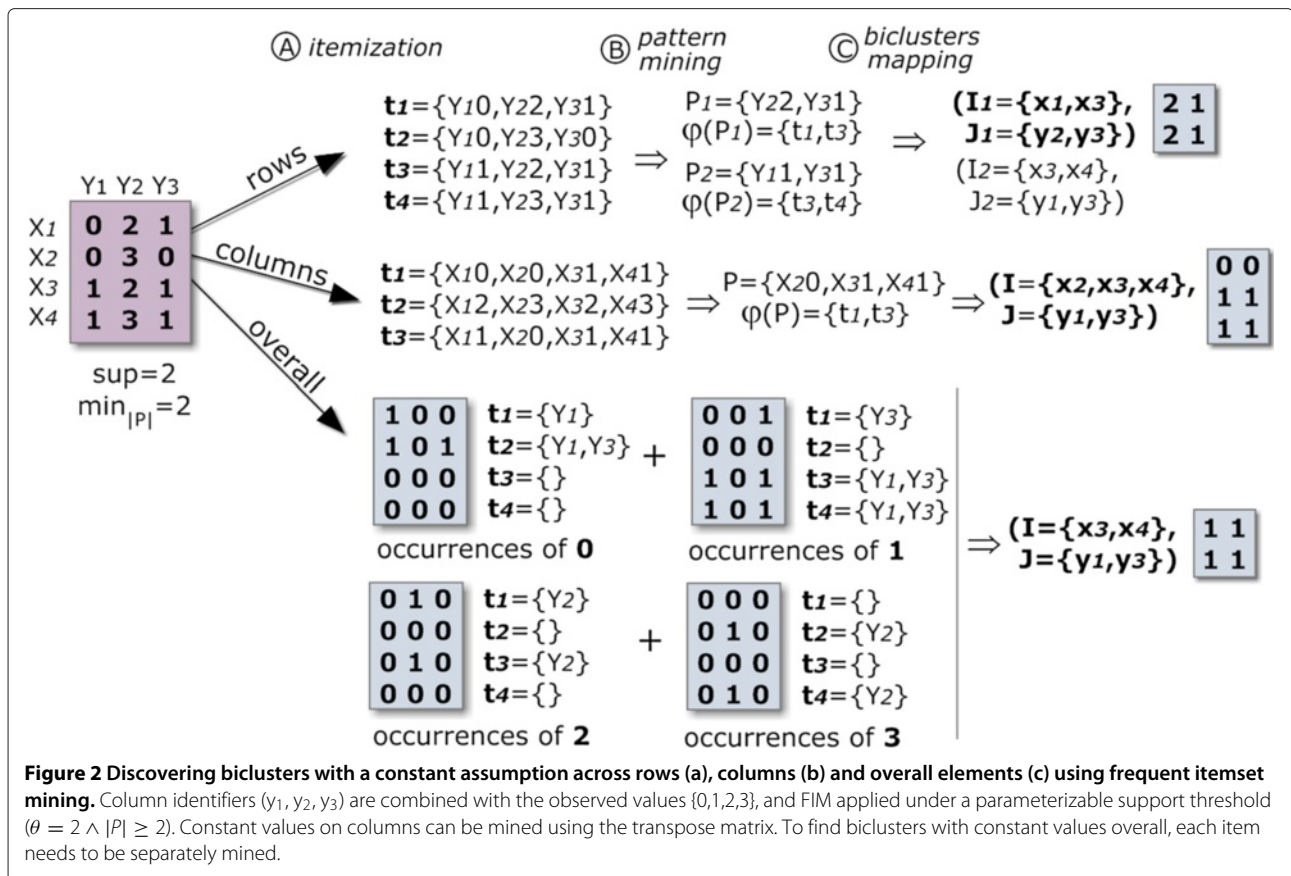 Ⓐ itemization Ⓑ pattern mining Ⓒ biclusters mapping
t1={Y10,Y22,Y31}
t2={Y10,Y23,Y30}
t3={Y11,Y22,Y31}
t4={Y11,Y23,Y31}
⇒
P1={Y22,Y31}
φ(P1)={t1,t3}
P2={Y11,Y31}
φ(P2)={t3,t4}
⇒
(I1={x1,x3},
J1={y2,y3})
2 1
2 1
(I2={x3,x4},
J2={y1,y3})
rows
Y1 Y2 Y3
X1 0 2 1
X2 0 3 0
X3 1 2 1
X4 1 3 1
sup=2
min|P|=2
columns
t1={X10,X20,X31,X41}
t2={X12,X23,X32,X43}
t3={X11,X20,X31,X41}
⇒
P={X20,X31,X41}
φ(P)={t1,t3}
⇒
(I={x2,x3,x4},
J={y1,y3})
0 0
1 1
1 1
overall
1 0 0 t1={Y1}
1 0 1 t2={Y1,Y3}
0 0 0 t3={}
0 0 0 t4={}
occurrences of 0
+
0 0 1 t1={Y3}
0 0 0 t2={}
1 0 1 t3={Y1,Y3}
1 0 1 t4={Y1,Y3}
occurrences of 1
0 1 0 t1={Y2}
0 0 0 t2={}
0 1 0 t3={Y2}
0 0 0 t4={}
occurrences of 2
+
0 0 0 t1={}
0 1 0 t2={Y2}
0 0 0 t3={}
0 1 0 t4={Y2}
occurrences of 3
⇒
(I={x3,x4},
J={y1,y3})
1 1
1 1
Figure 2 Discovering biclusters with a constant assumption across rows (a), columns (b) and overall elements (c) using frequent itemset
mining. Column identifiers (y1, y2, y3) are combined with the observed values {0,1,2,3}, and FIM applied under a parameterizable support threshold
(θ = 2 ∧ |P| ≥ 2). Constant values on columns can be mined using the transpose matrix. To find biclusters with constant values overall, each item
needs to be separately mined.